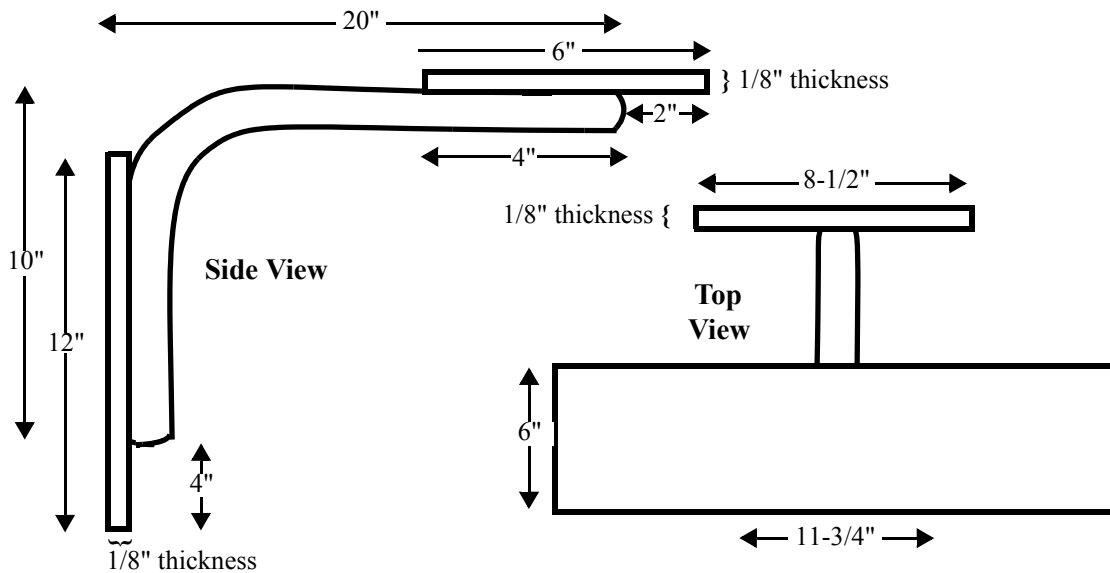 20"
6"
} 1/8" thickness
2"
4"
8-1/2"
1/8" thickness {
10"
Side View
Top
View
12"
6"
4"
11-3/4"
{
1/8" thickness